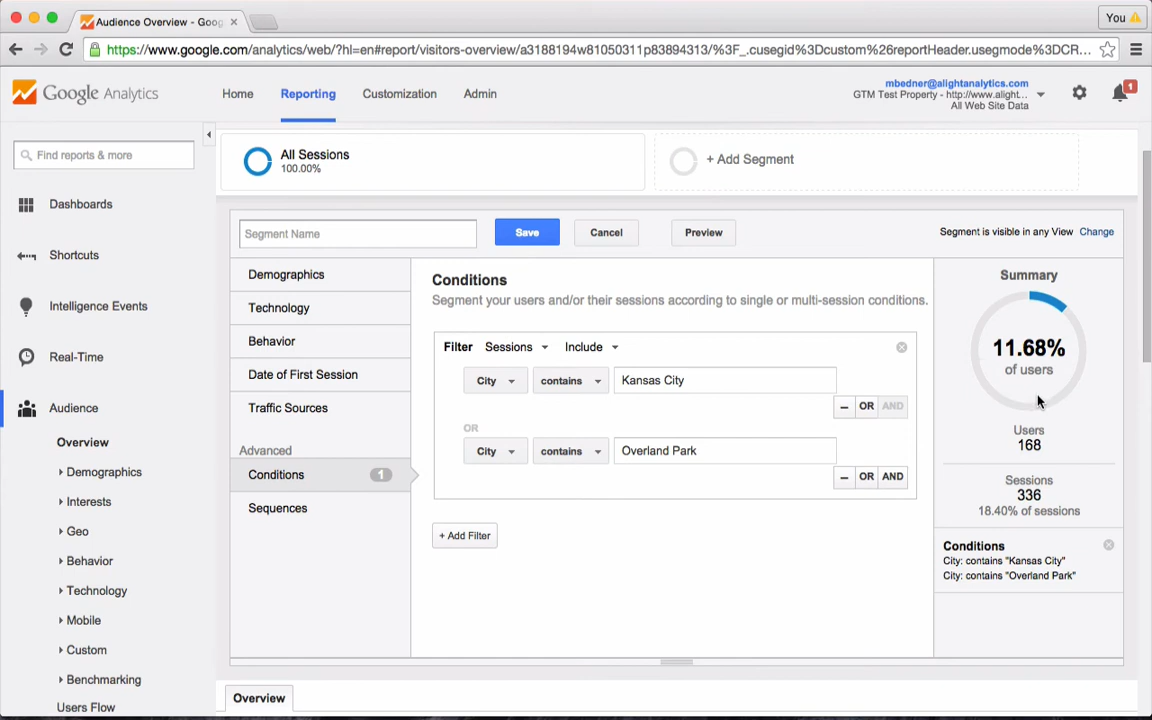 Audience Overview - Goog
You
https://www.google.com/analytics/web/?hl=en#report/visitors-overview/a3188194w81050311p83894313/%3F_.cusegid%3Dcustom%26reportHeader.usegmode%3DCR...
Google Analytics
Home
Reporting
Customization
Admin
mbedner@alightanalytics.com
GTM Test Property - http://www.alight...
All Web Site Data
1
Find reports & more
Dashboards
Shortcuts
Intelligence Events
Real-Time
Audience
Overview
Demographics
Interests
Geo
Behavior
Technology
Mobile
Custom
Benchmarking
Users Flow
All Sessions
100.00%
+ Add Segment
Segment Name
Save
Cancel
Preview
Segment is visible in any View Change
Demographics
Technology
Behavior
Date of First Session
Traffic Sources
Advanced
Conditions 1
Sequences
Conditions
Segment your users and/or their sessions according to single or multi-session conditions.
Filter Sessions Include
City contains Kansas City
– OR AND
OR
City contains Overland Park
– OR AND
+ Add Filter
Summary
11.68%
of users
Users
168
Sessions
336
18.40% of sessions
Conditions
City: contains "Kansas City"
City: contains "Overland Park"
Overview